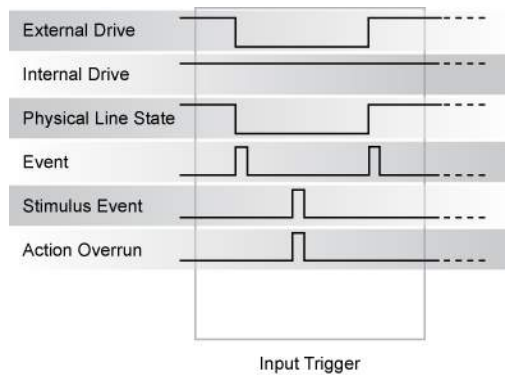 External Drive
Internal Drive
Physical Line State
Event
Stimulus Event
Action Overrun
Input Trigger